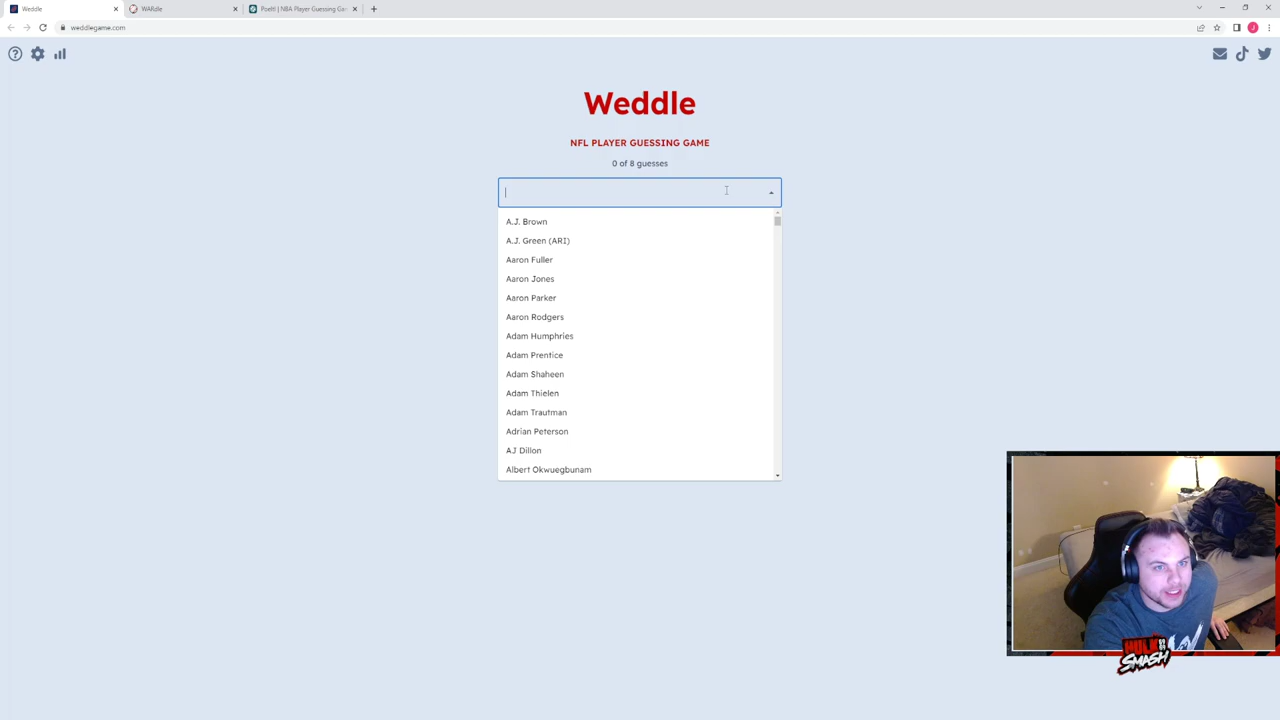 Weddle
WARdle
Poeltl | NBA Player Guessing Ga
weddlegame.com
J
Weddle
NFL PLAYER GUESSING GAME
0 of 8 guesses
A.J. Brown
A.J. Green (ARI)
Aaron Fuller
Aaron Jones
Aaron Parker
Aaron Rodgers
Adam Humphries
Adam Prentice
Adam Shaheen
Adam Thielen
Adam Trautman
Adrian Peterson
AJ Dillon
Albert Okwuegbunam
HULK
SMASH